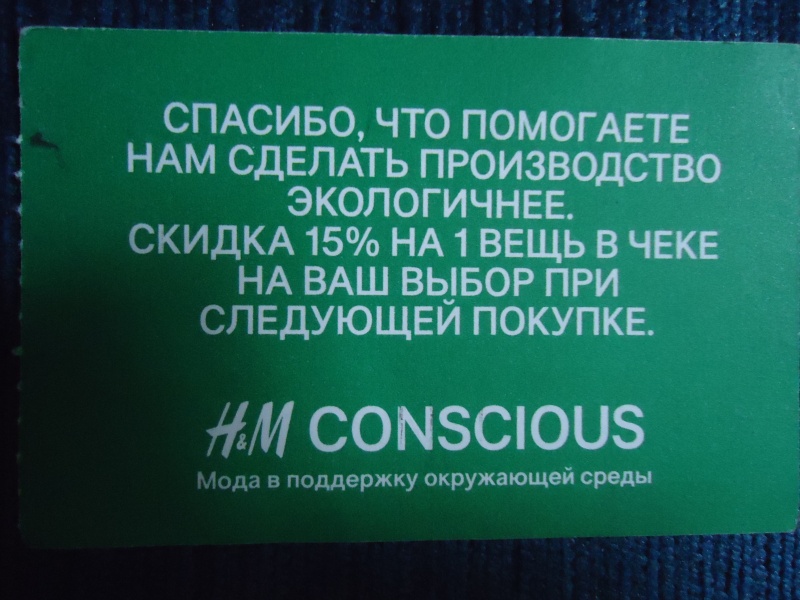 СПАСИБО, ЧТО ПОМОГАЕТЕ
НАМ СДЕЛАТЬ ПРОИЗВОДСТВО
ЭКОЛОГИЧНЕЕ.
СКИДКА 15% НА 1 ВЕЩЬ В ЧЕКЕ
НА ВАШ ВЫБОР ПРИ
СЛЕДУЮЩЕЙ ПОКУПКЕ.
H&M CONSCIOUS
Мода в поддержку окружающей среды